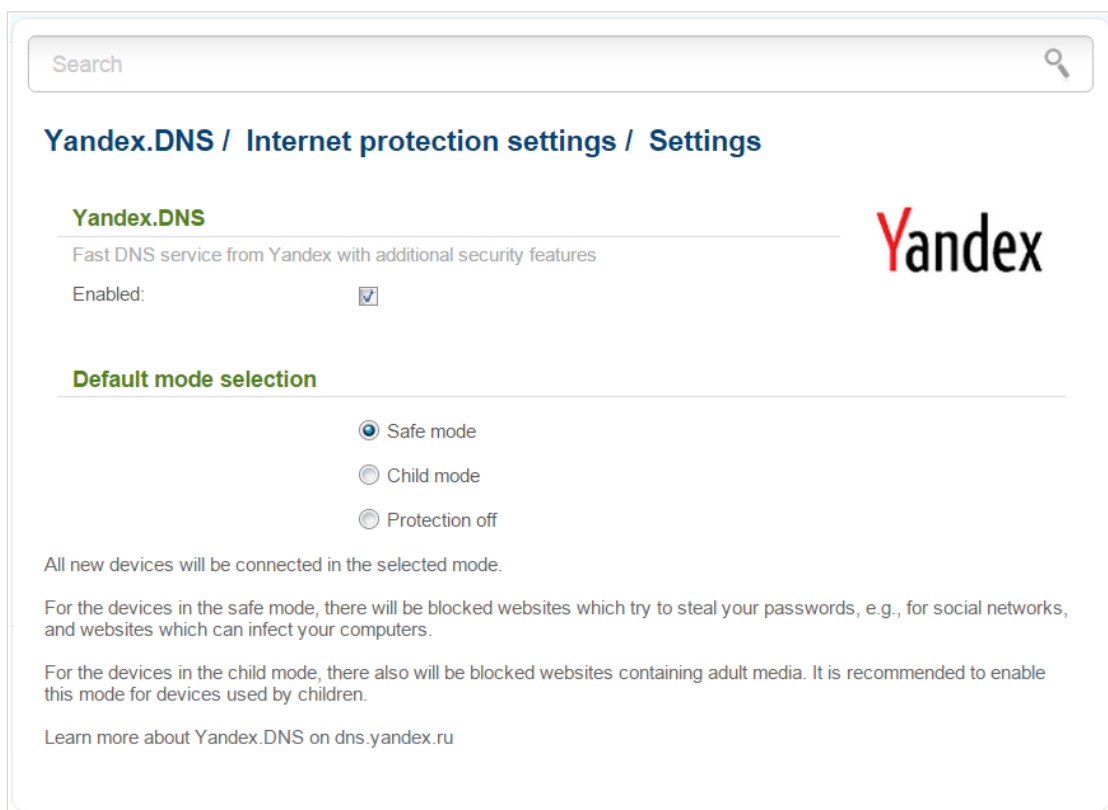 Search
Yandex.DNS / Internet protection settings / Settings
Yandex.DNS
Yandex
Fast DNS service from Yandex with additional security features
Enabled:
Default mode selection
Safe mode
Child mode
Protection off
All new devices will be connected in the selected mode.
For the devices in the safe mode, there will be blocked websites which try to steal your passwords, e.g., for social networks,
and websites which can infect your computers.
For the devices in the child mode, there also will be blocked websites containing adult media. It is recommended to enable
this mode for devices used by children.
Learn more about Yandex.DNS on dns.yandex.ru